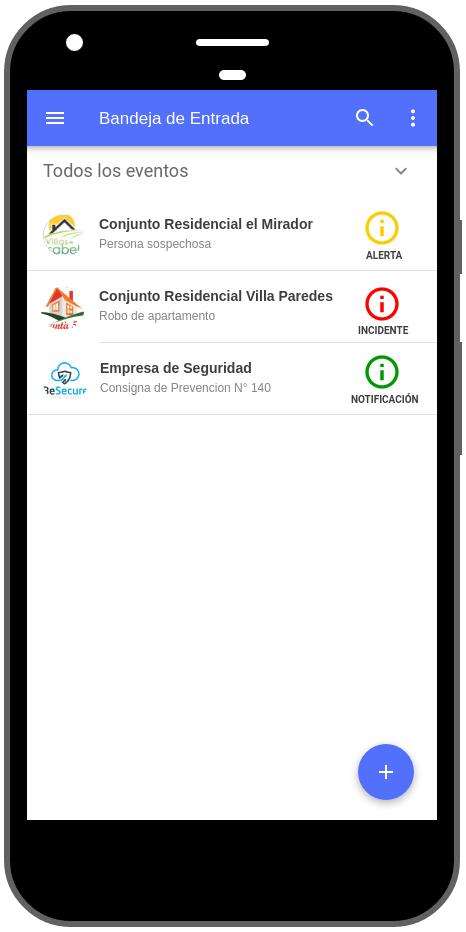 Bandeja de Entrada
Todos los eventos
Villas de
Isabel
Conjunto Residencial el Mirador
Persona sospechosa
ALERTA
Conjunto Residencial Villa Paredes
Robo de apartamento
INCIDENTE
BeSecure
Empresa de Seguridad
Consigna de Prevencion N° 140
NOTIFICACIÓN